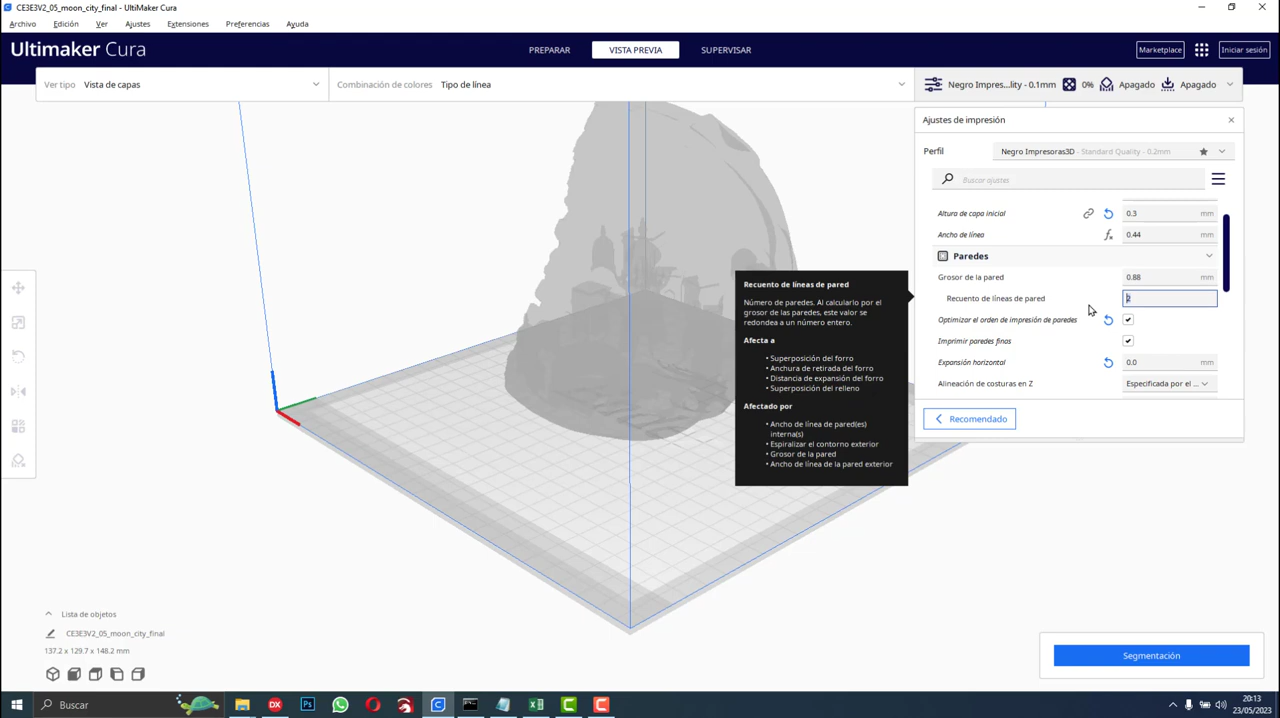 CE3E3V2_05_moon_city_final - UltiMaker Cura
Archivo Edición Ver Ajustes Extensiones Preferencias Ayuda
Ultimaker Cura
PREPARAR VISTA PREVIA SUPERVISAR
Marketplace Iniciar sesión
Ver tipo Vista de capas
Combinación de colores Tipo de línea
Negro Impres...lity - 0.1mm 0% Apagado Apagado
Ajustes de impresión
Perfil Negro Impresoras3D - Standard Quality - 0.2mm
Buscar ajustes
Altura de capa inicial 0.3 mm
Ancho de línea 0.44 mm
Paredes
Grosor de la pared 0.88 mm
Recuento de líneas de pared 2
Optimizar el orden de impresión de paredes
Imprimir paredes finas
Expansión horizontal 0.0 mm
Alineación de costuras en Z Especificada por el ...
Recomendado
Recuento de líneas de pared
Número de paredes. Al calcularlo por el
grosor de las paredes, este valor se
redondea a un número entero.
Afecta a
• Superposición del forro
• Anchura de retirada del forro
• Distancia de expansión del forro
• Superposición del relleno
Afectado por
• Ancho de línea de pared(es)
interna(s)
• Espiralizar el contorno exterior
• Grosor de la pared
• Ancho de línea de la pared exterior
Lista de objetos
CE3E3V2_05_moon_city_final
137.2 x 129.7 x 148.2 mm
Segmentación
Buscar
20:13
23/05/2023